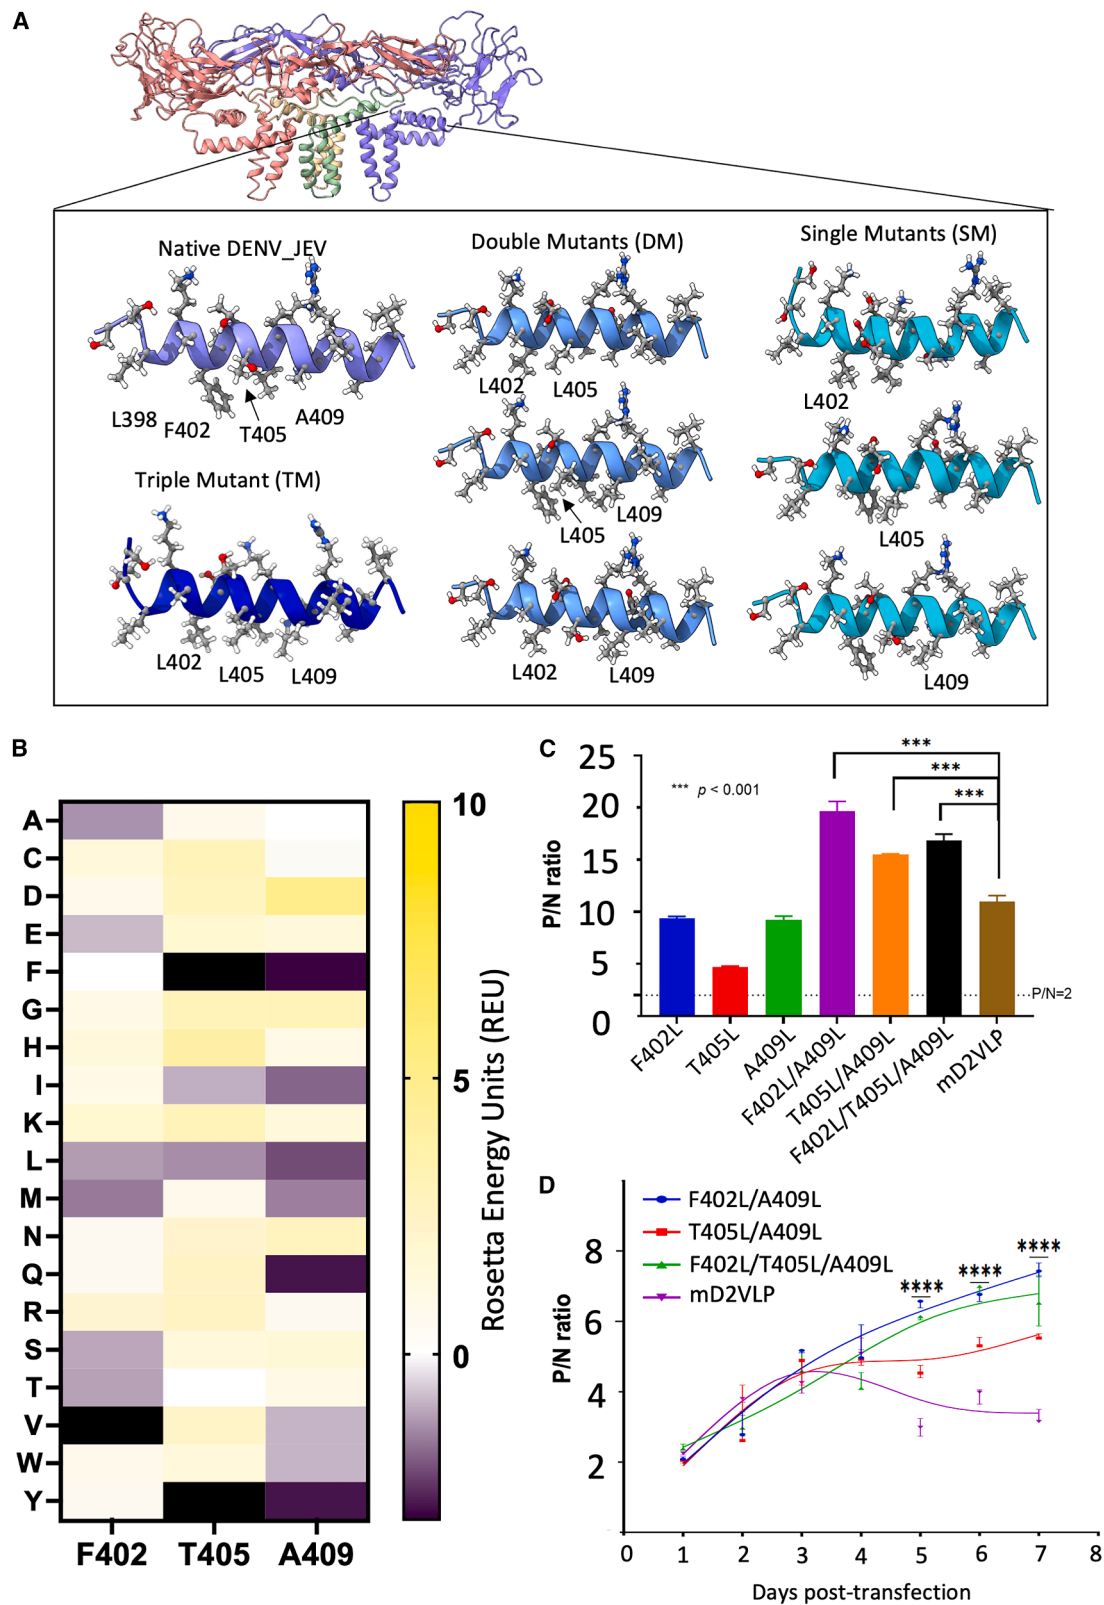 A
Native DENV_JEV
L398
F402
T405
A409
Triple Mutant (TM)
L402
L405
L409
Double Mutants (DM)
L402
L405
L405
L409
L402
L409
Single Mutants (SM)
L402
L405
L409
B
A
C
D
E
F
G
H
I
K
L
M
N
Q
R
S
T
V
W
Y
F402
T405
A409
10
5
0
Rosetta Energy Units (REU)
C
P/N ratio
25
20
15
10
5
0
*** p < 0.001
***
***
***
P/N=2
F402L
T405L
A409L
F402L/A409L
T405L/A409L
F402L/T405L/A409L
mD2VLP
D
F402L/A409L
T405L/A409L
F402L/T405L/A409L
mD2VLP
P/N ratio
8
6
4
2
****
****
****
0
1
2
3
4
5
6
7
8
Days post-transfection